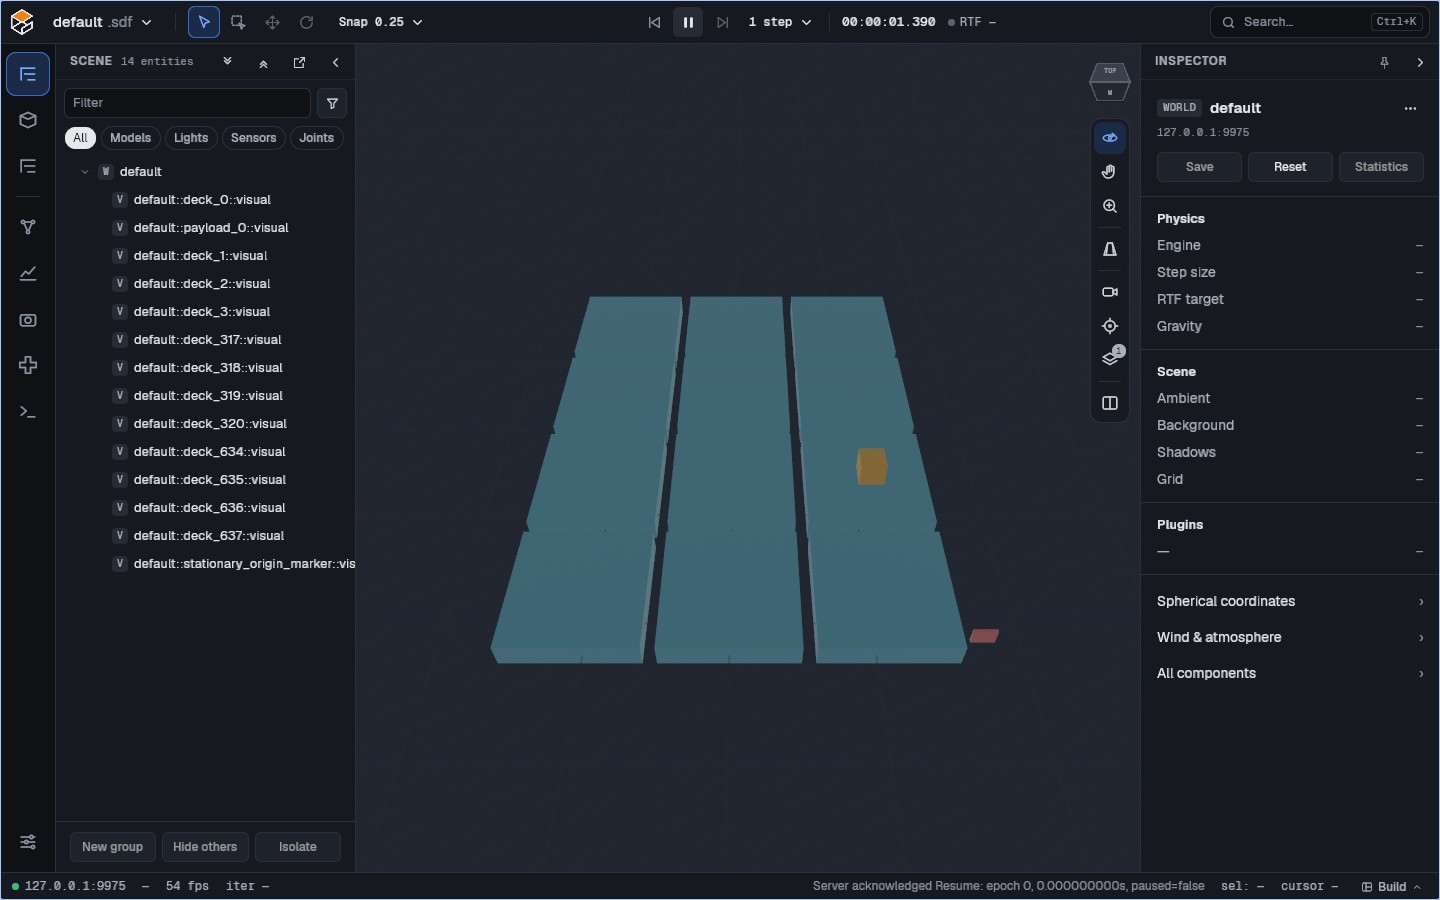 default .sdf
Snap 0.25
1 step
00:00:01.390
RTF –
Search...
Ctrl+K
SCENE 14 entities
Filter
All Models Lights Sensors Joints
W default
V default::deck_0::visual
V default::payload_0::visual
V default::deck_1::visual
V default::deck_2::visual
V default::deck_3::visual
V default::deck_317::visual
V default::deck_318::visual
V default::deck_319::visual
V default::deck_320::visual
V default::deck_634::visual
V default::deck_635::visual
V default::deck_636::visual
V default::deck_637::visual
V default::stationary_origin_marker::vis
New group Hide others Isolate
TOP
1
INSPECTOR
WORLD default
127.0.0.1:9975
Save Reset Statistics
Physics
Engine –
Step size –
RTF target –
Gravity –
Scene
Ambient –
Background –
Shadows –
Grid –
Plugins
— –
Spherical coordinates
Wind & atmosphere
All components
127.0.0.1:9975 – 54 fps iter –
Server acknowledged Resume: epoch 0, 0.000000000s, paused=false sel: – cursor – Build